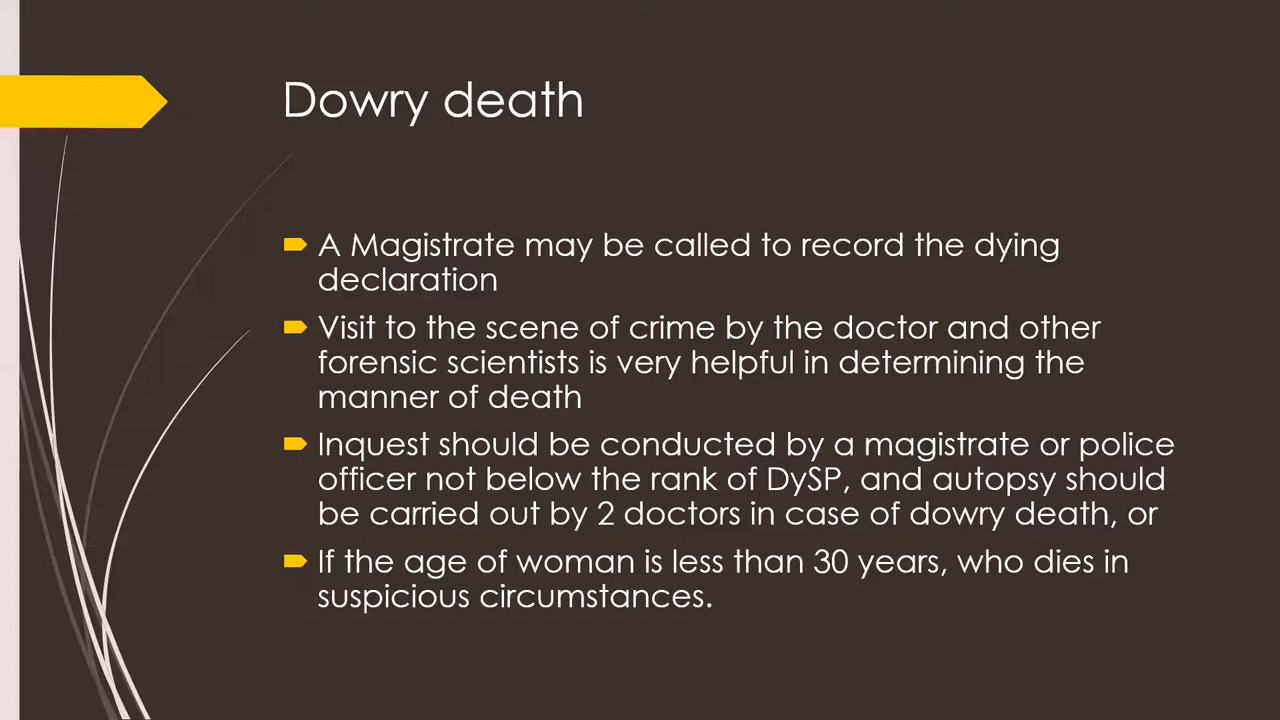 Dowry death
A Magistrate may be called to record the dying
declaration
Visit to the scene of crime by the doctor and other
forensic scientists is very helpful in determining the
manner of death
Inquest should be conducted by a magistrate or police
officer not below the rank of DySP, and autopsy should
be carried out by 2 doctors in case of dowry death, or
If the age of woman is less than 30 years, who dies in
suspicious circumstances.